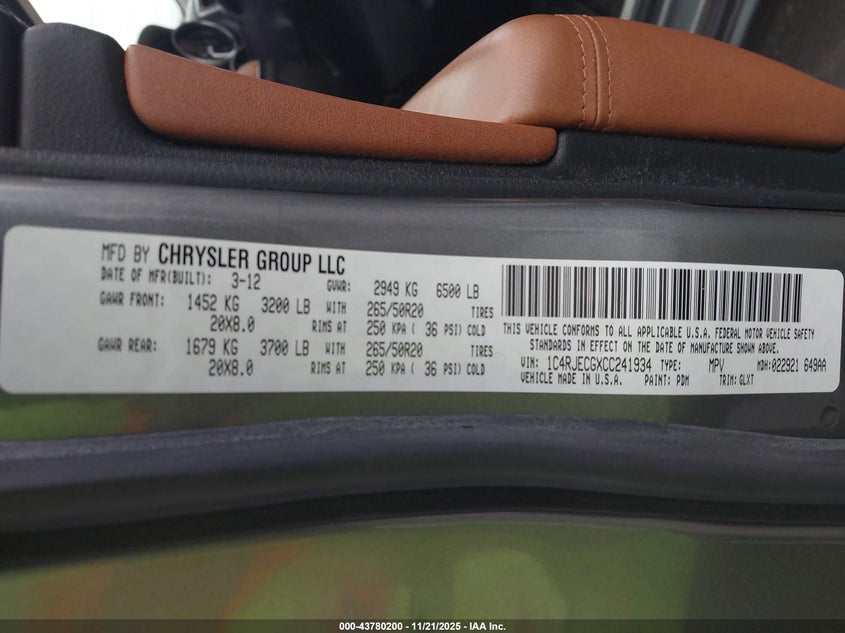 MFD BY CHRYSLER GROUP LLC
DATE OF MFR(BUILT): 3-12 GVWR: 2949 KG 6500 LB
GAWR FRONT: 1452 KG 3200 LB WITH 265/50R20 TIRES
20X8.0 RIMS AT 250 KPA ( 36 PSI) COLD
GAWR REAR: 1679 KG 3700 LB WITH 265/50R20 TIRES
20X8.0 RIMS AT 250 KPA ( 36 PSI) COLD
THIS VEHICLE CONFORMS TO ALL APPLICABLE U.S.A. FEDERAL MOTOR VEHICLE SAFETY
STANDARDS IN EFFECT ON THE DATE OF MANUFACTURE SHOWN ABOVE.
VIN: 1C4RJECGXCC241934 TYPE: MPV MDH:022921 649AA
VEHICLE MADE IN U.S.A. PAINT: PDM TRIM: GLXT
000-43780200 - 11/21/2025 - IAA Inc.